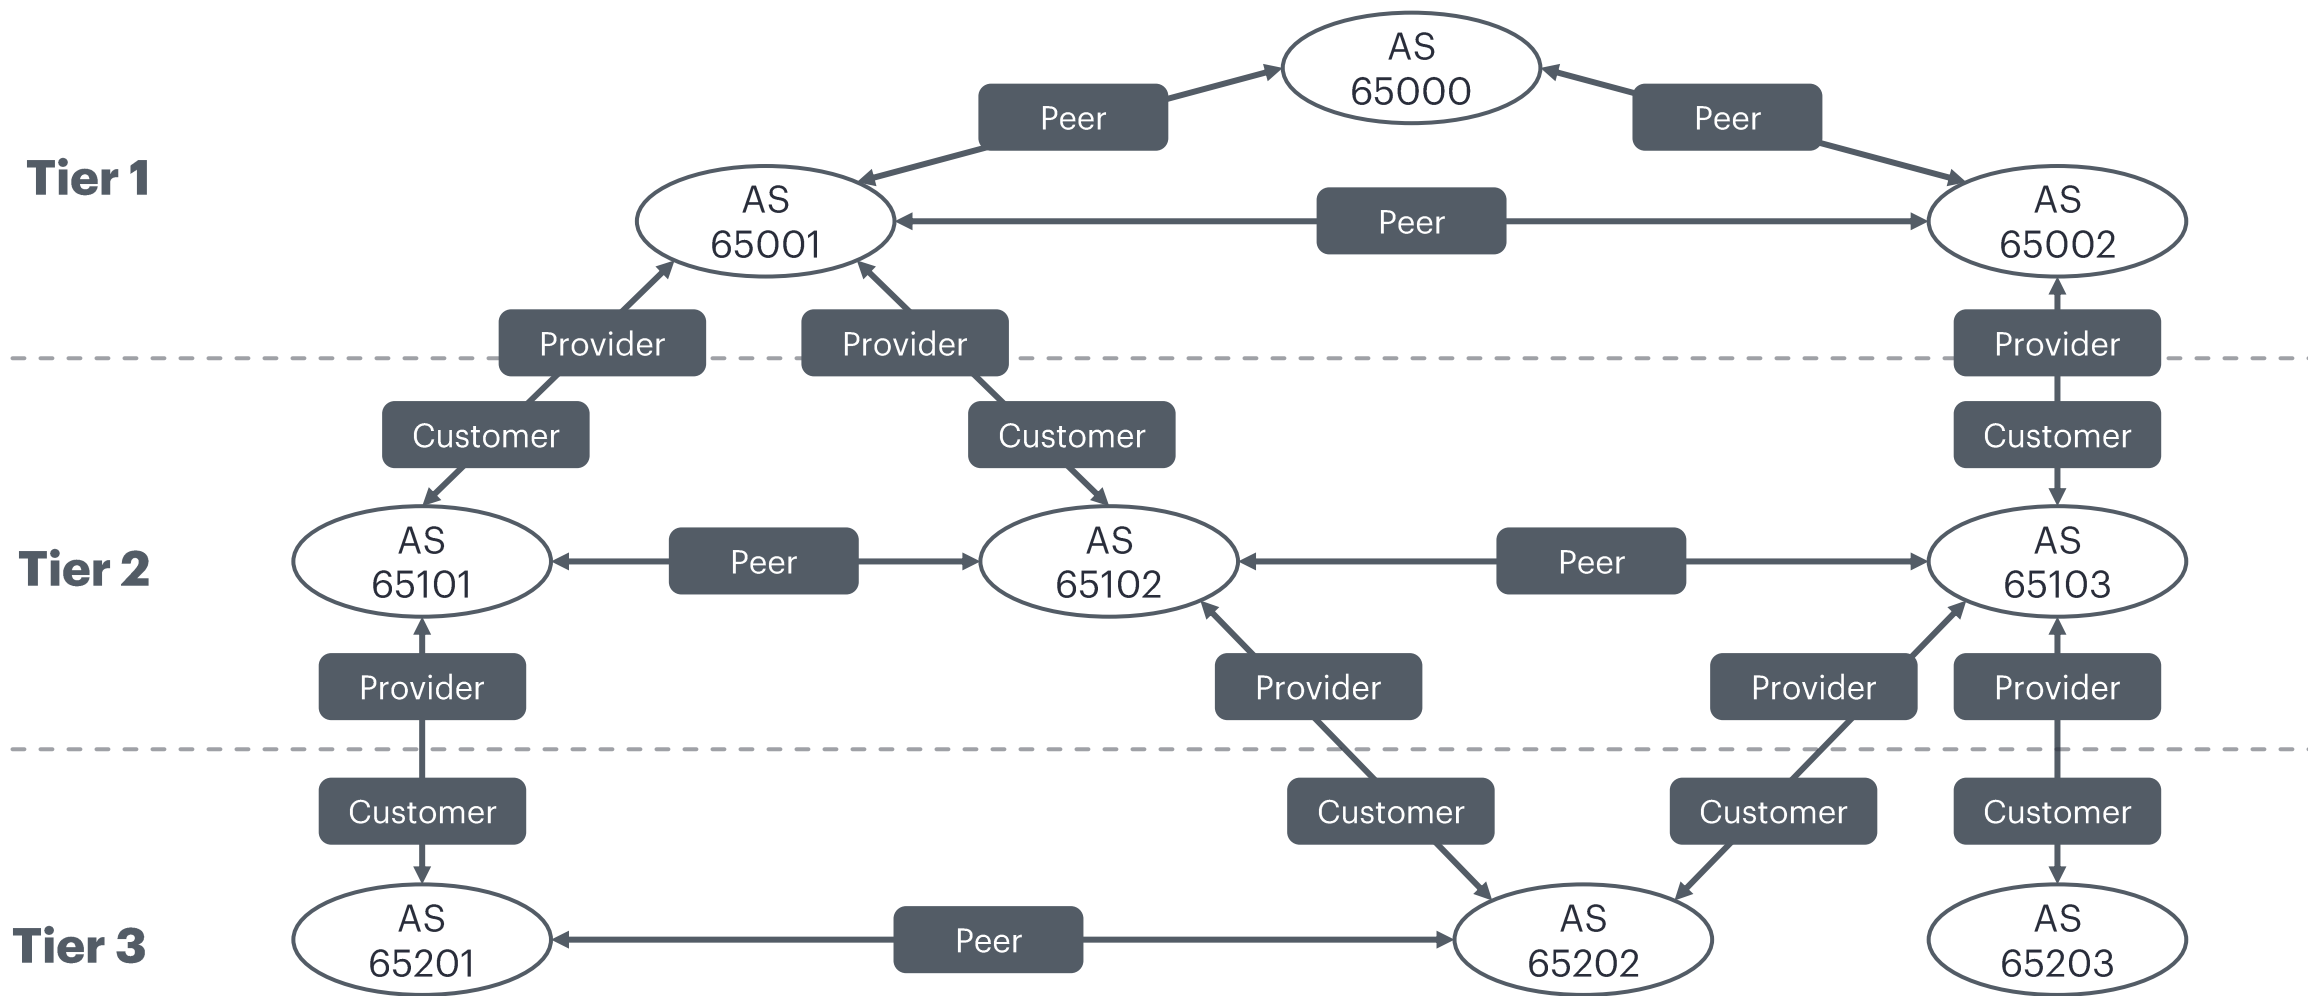 AS
65000
Peer
Peer
Tier 1
AS
65001
Peer
AS
65002
Provider
Provider
Provider
Customer
Customer
Customer
Tier 2
AS
65101
Peer
AS
65102
Peer
AS
65103
Provider
Provider
Provider
Provider
Customer
Customer
Customer
Customer
Tier 3
AS
65201
Peer
AS
65202
AS
65203